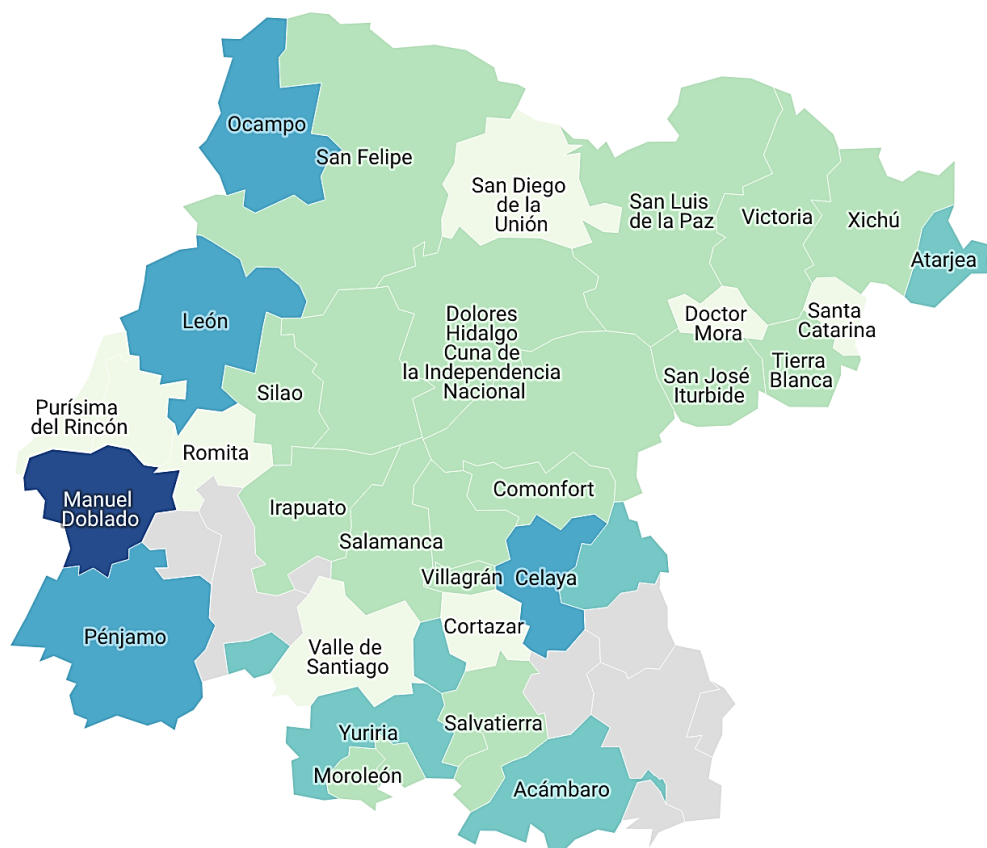 Ocampo
San Felipe
San Diego
de la
Unión
San Luis
de la Paz
Victoria
Xichú
Atarjea
León
Dolores
Hidalgo
Cuna de
la Independencia
Nacional
Doctor
Mora
Santa
Catarina
Silao
San José
Iturbide
Tierra
Blanca
Purísima
del Rincón
Romita
Manuel
Doblado
Irapuato
Comonfort
Salamanca
Villagrán
Celaya
Pénjamo
Cortazar
Valle de
Santiago
Yuriria
Salvatierra
Moroleón
Acámbaro